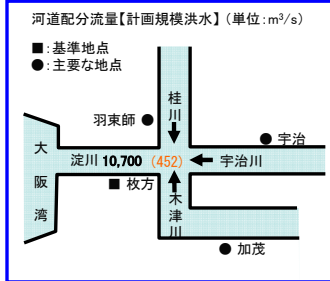 河道配分流量【計画規模洪水】(単位:m³/s)
■:基準地点
●:主要な地点
桂川
羽束師
宇治
大阪湾
淀川 10,700 (452)
宇治川
枚方
木津川
加茂